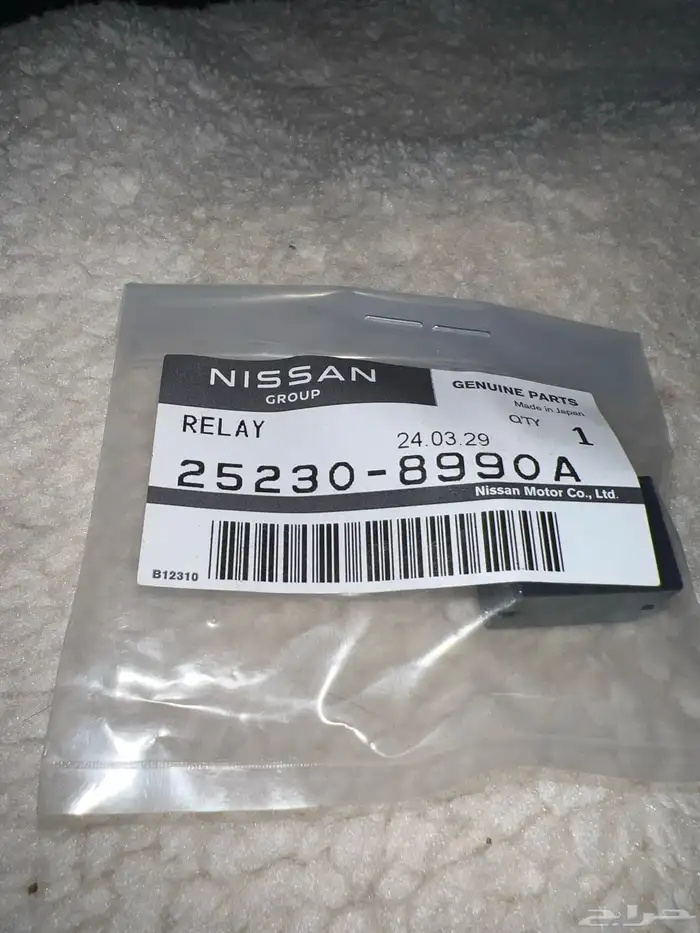 NISSAN
GROUP
GENUINE PARTS
Made in Japan
RELAY
24.03.29
Q'TY 1
25230-8990A
Nissan Motor Co., Ltd.
B12310
حراج